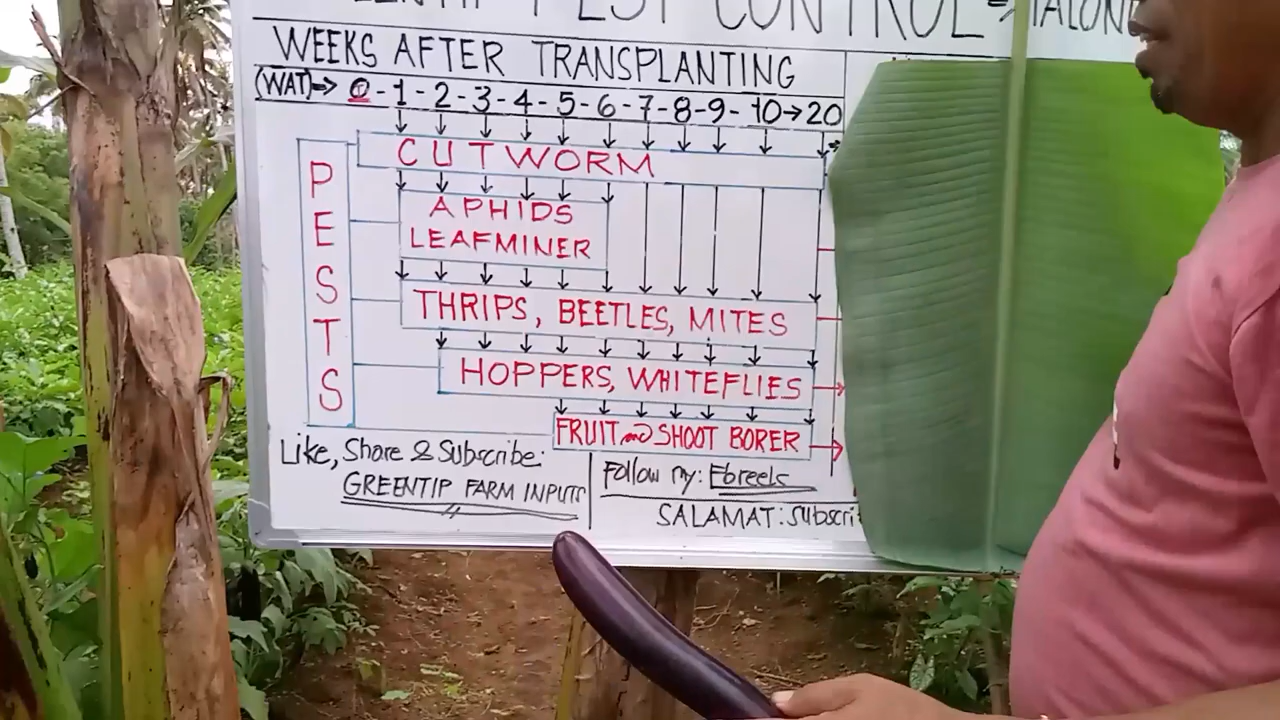 PEST CONTROL => TALONG
WEEKS AFTER TRANSPLANTING
(WAT)=> 0-1-2-3-4-5-6-7-8-9-10→20
PESTS
CUTWORM
APHIDS
LEAFMINER
THRIPS, BEETLES, MITES
HOPPERS, WHITEFLIES
FRUIT and SHOOT BORER
Like, Share & Subscribe:
GREENTIP FARM INPUTS
Follow my: Ebreels
SALAMAT: Subscri